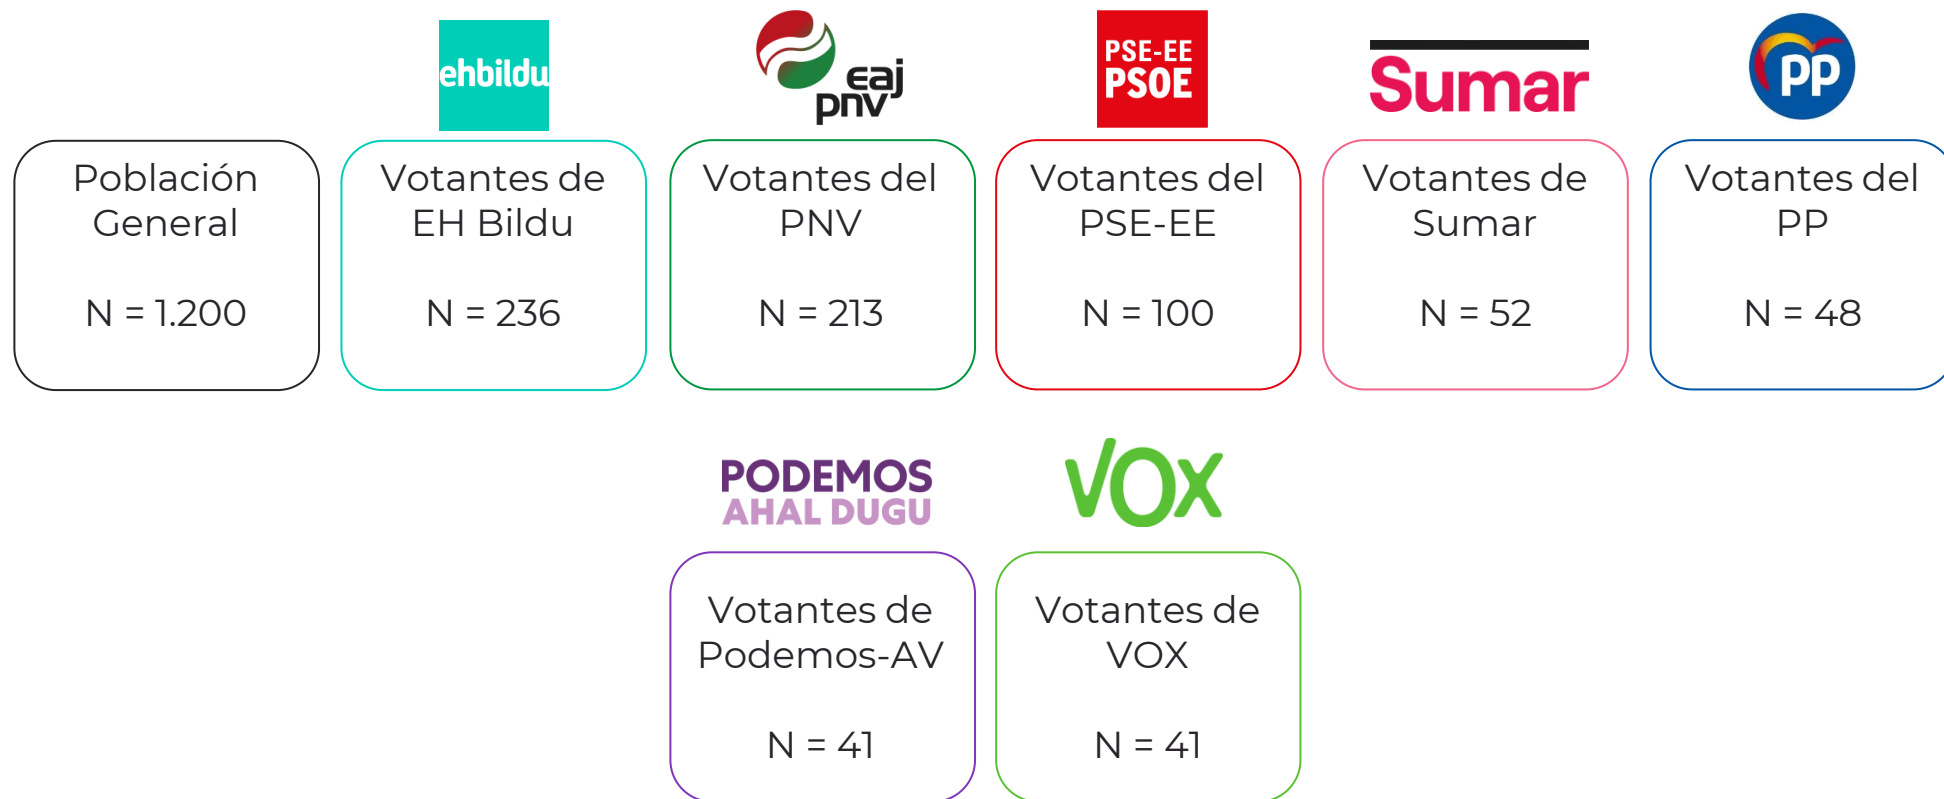 ehbildu
eaj
pnv
PSE-EE
PSOE
Sumar
PP
Población
General
N = 1.200
Votantes de
EH Bildu
N = 236
Votantes del
PNV
N = 213
Votantes del
PSE-EE
N = 100
Votantes de
Sumar
N = 52
Votantes del
PP
N = 48
PODEMOS
AHAL DUGU
VOX
Votantes de
Podemos-AV
N = 41
Votantes de
VOX
N = 41